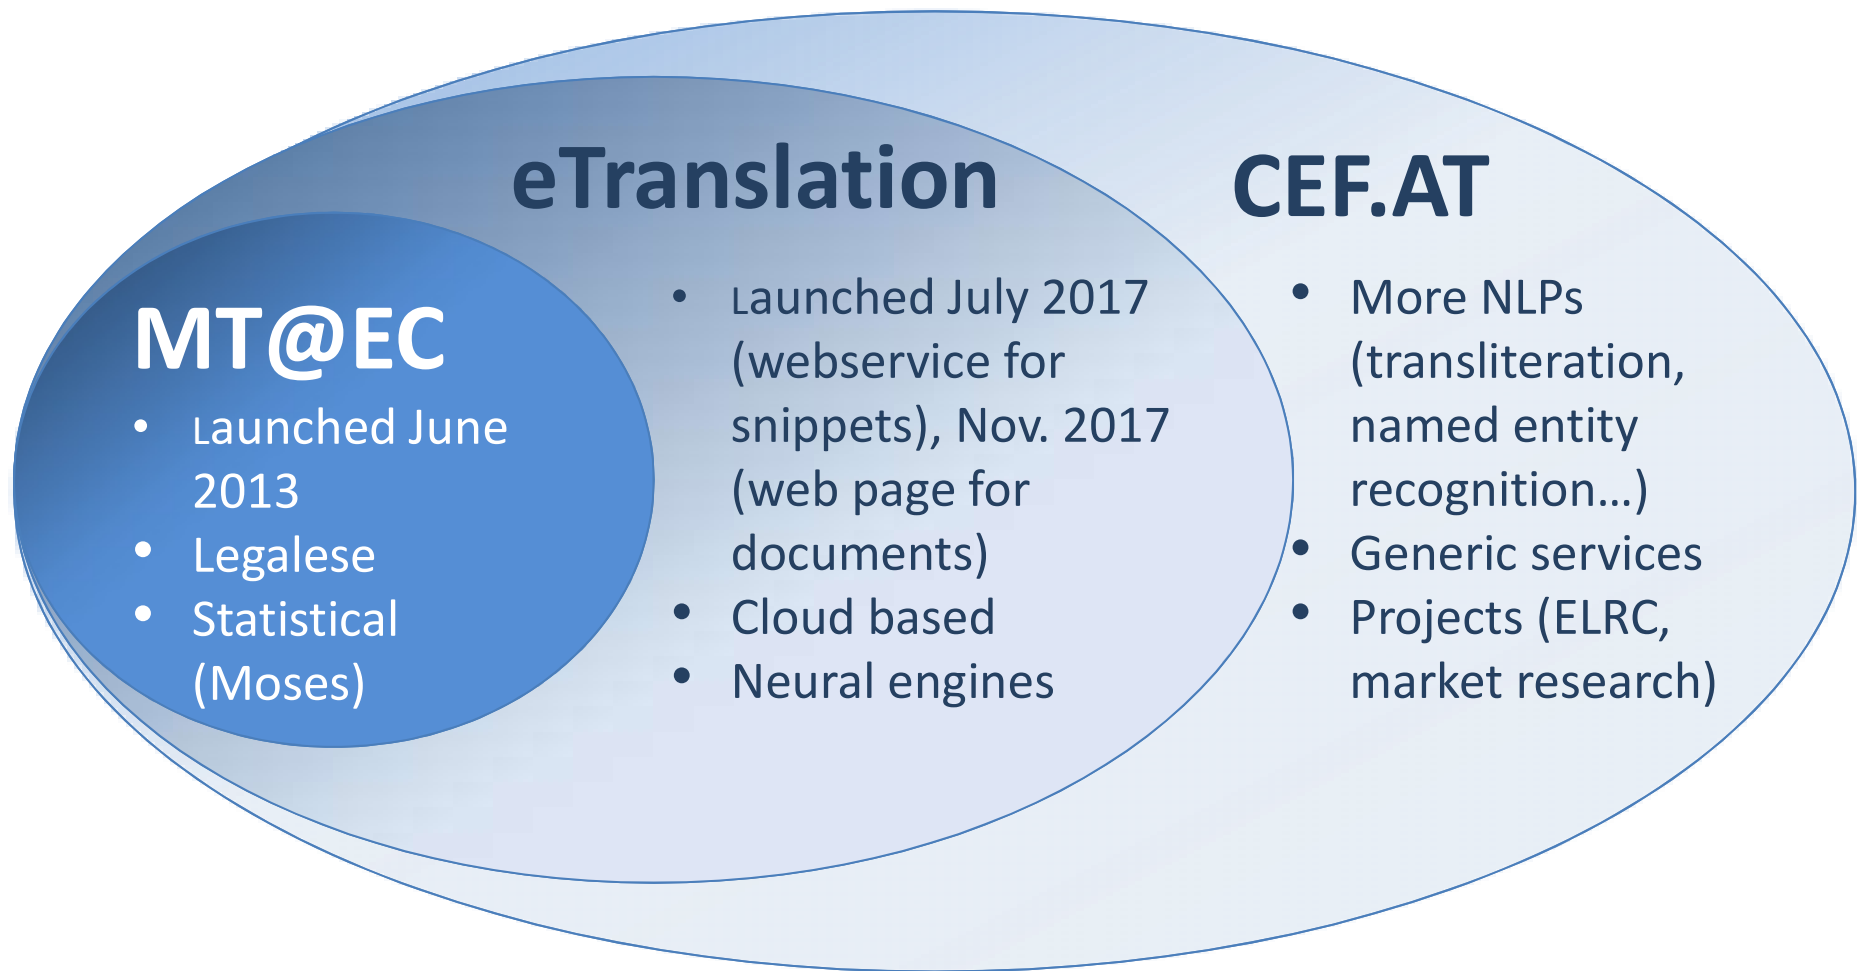 eTranslation
CEF.AT
MT@EC
• Launched June
2013
• Legalese
• Statistical
(Moses)
• Launched July 2017
(webservice for
snippets), Nov. 2017
(web page for
documents)
• Cloud based
• Neural engines
• More NLPs
(transliteration,
named entity
recognition…)
• Generic services
• Projects (ELRC,
market research)